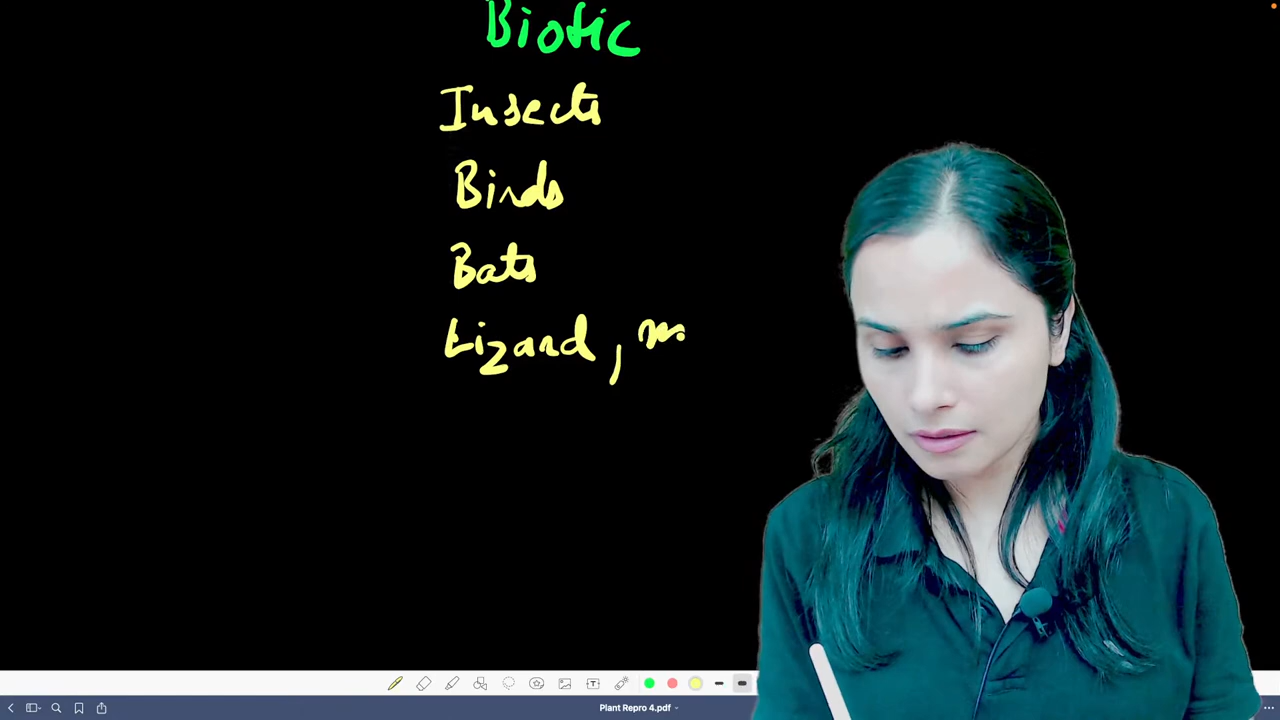 Biotic
Insects
Birds
Bats
Lizard, m
Plant Repro 4.pdf